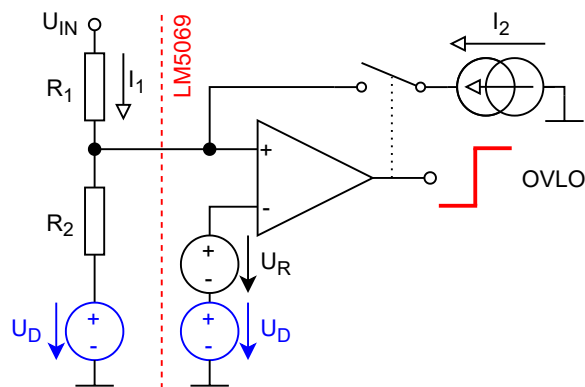 U_IN
I_2
LM5069
R_1
I_1
+
OVLO
-
R_2
+
-
U_R
U_D
+
-
+
-
U_D